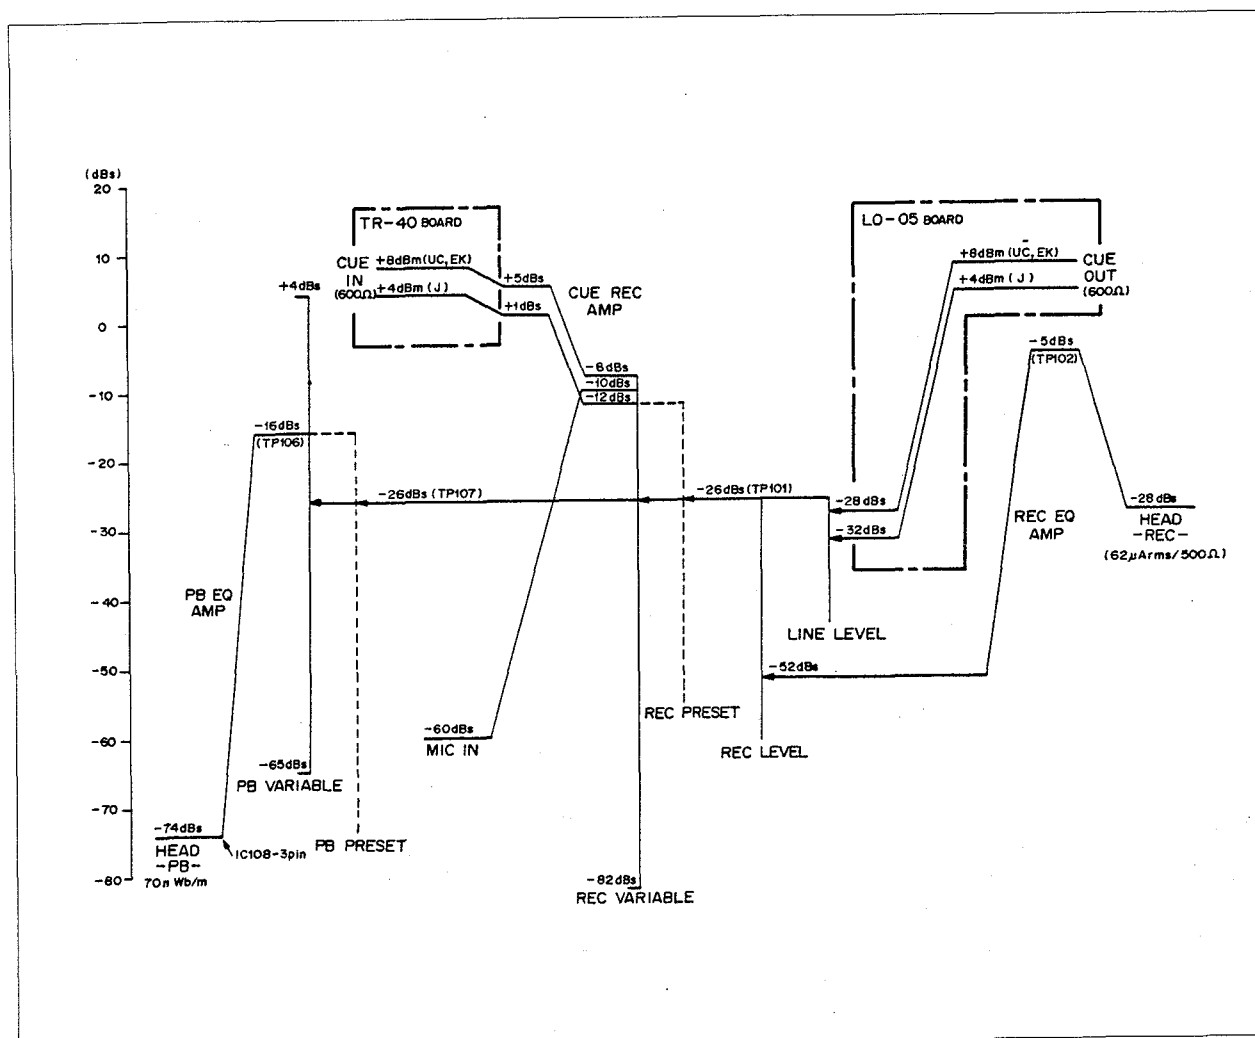 (dBs)
20
10
0
-10
-20
-30
-40
-50
-60
-70
-80
TR-40 BOARD
CUE
IN
(600Ω)
+8dBm(UC, EK)
+4dBm(J)
+5dBs
+1dBs
CUE REC
AMP
+4dBs
-8dBs
-10dBs
-12dBs
-16dBs
(TP106)
-26dBs(TP107)
-26dBs(TP101)
LO-05 BOARD
+8dBm(UC, EK)
+4dBm(J)
CUE
OUT
(600Ω)
-5dBs
(TP102)
-28dBs
-32dBs
REC EQ
AMP
-28dBs
HEAD
-REC-
(62μArms/500Ω)
PB EQ
AMP
LINE LEVEL
-52dBs
REC PRESET
REC LEVEL
-60dBs
MIC IN
-65dBs
PB VARIABLE
PB PRESET
-74dBs
HEAD
-PB-
70n Wb/m
IC108-3pin
-82dBs
REC VARIABLE